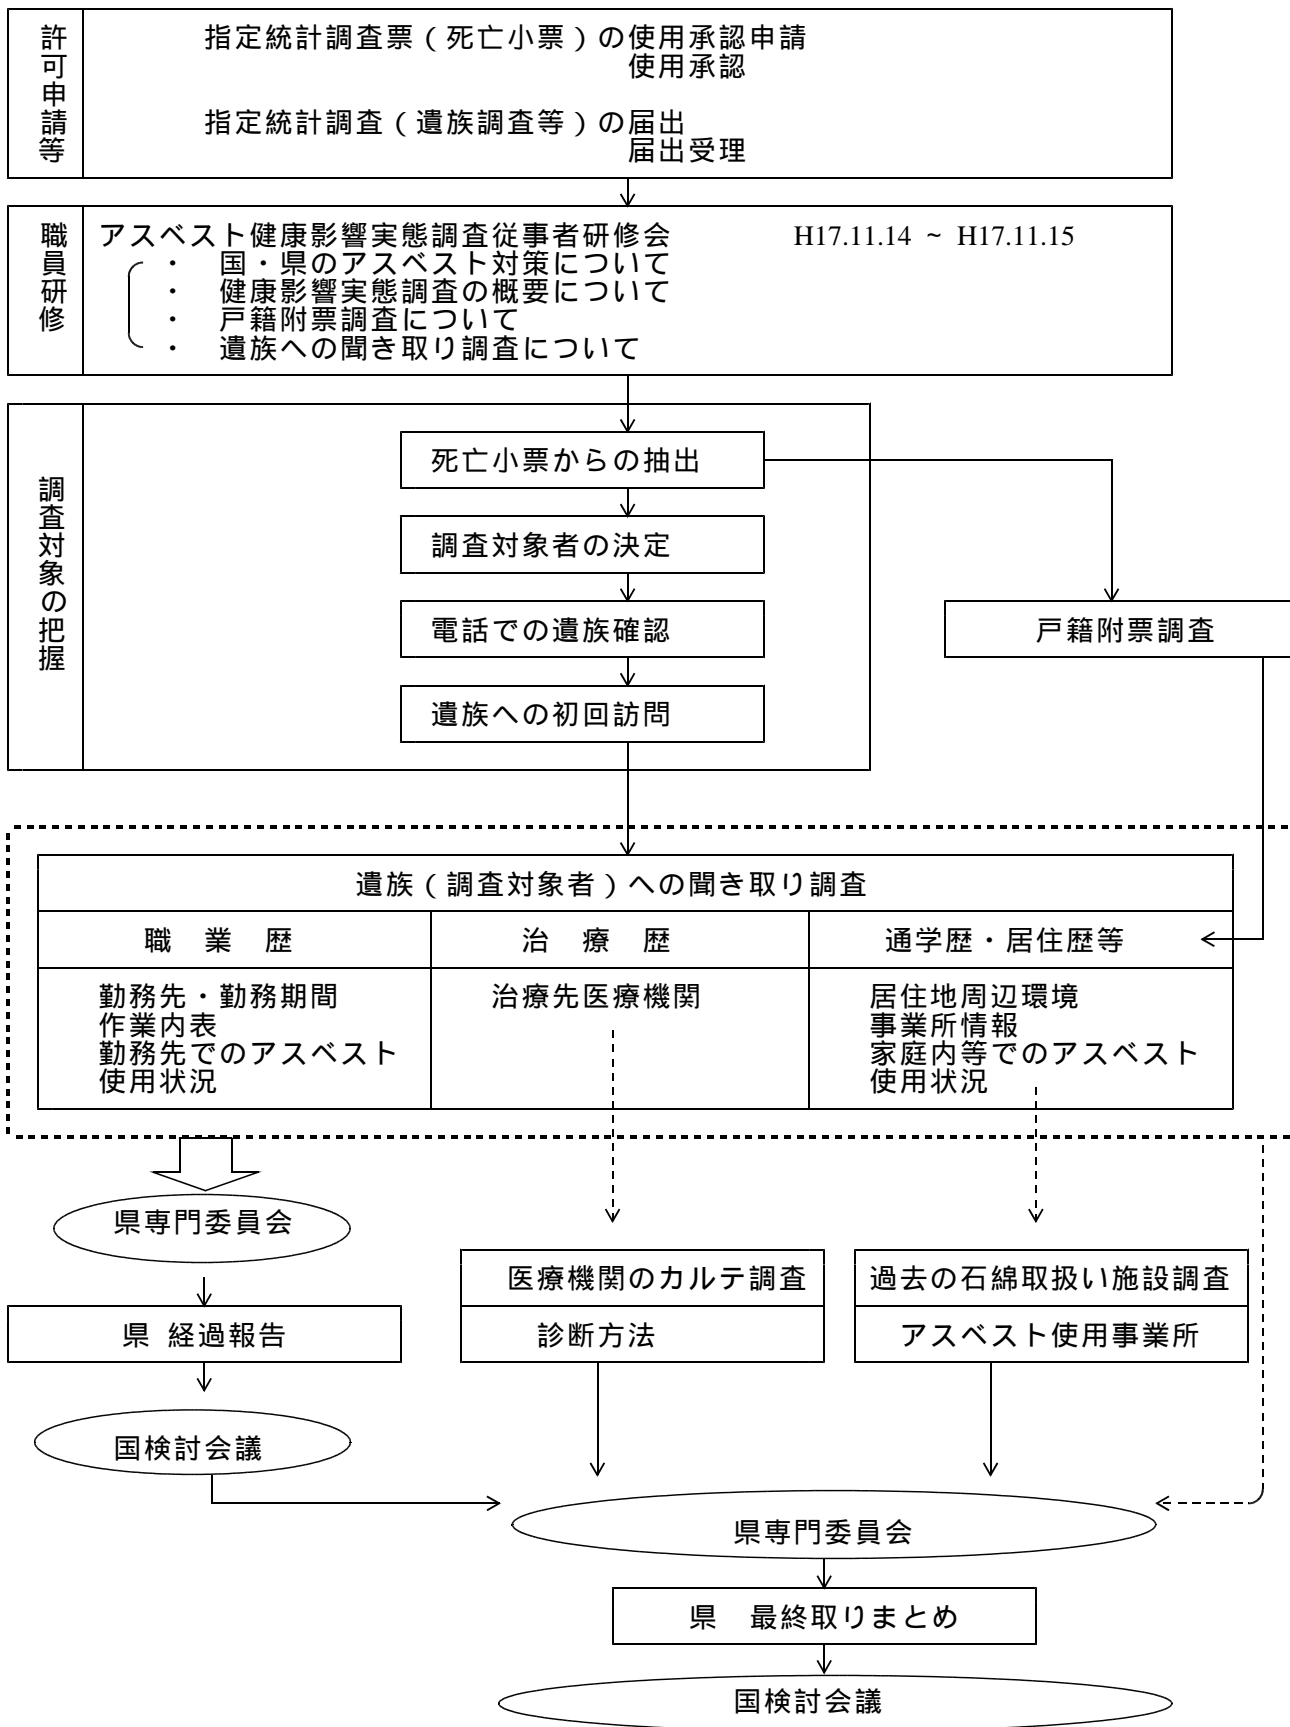 許可申請等
指定統計調査票（死亡小票）の使用承認申請
使用承認
指定統計調査（遺族調査等）の届出
届出受理
職員研修
アスベスト健康影響実態調査従事者研修会　H17.11.14 ~ H17.11.15
・　国・県のアスベスト対策について
・　健康影響実態調査の概要について
・　戸籍附票調査について
・　遺族への聞き取り調査について
調査対象の把握
死亡小票からの抽出
調査対象者の決定
電話での遺族確認
遺族への初回訪問
戸籍附票調査
遺族（調査対象者）への聞き取り調査
職　業　歴
治　療　歴
通学歴・居住歴等
勤務先・勤務期間
作業内表
勤務先でのアスベスト
使用状況
治療先医療機関
居住地周辺環境
事業所情報
家庭内等でのアスベスト
使用状況
県専門委員会
県 経過報告
国検討会議
医療機関のカルテ調査
診断方法
過去の石綿取扱い施設調査
アスベスト使用事業所
県専門委員会
県　最終取りまとめ
国検討会議